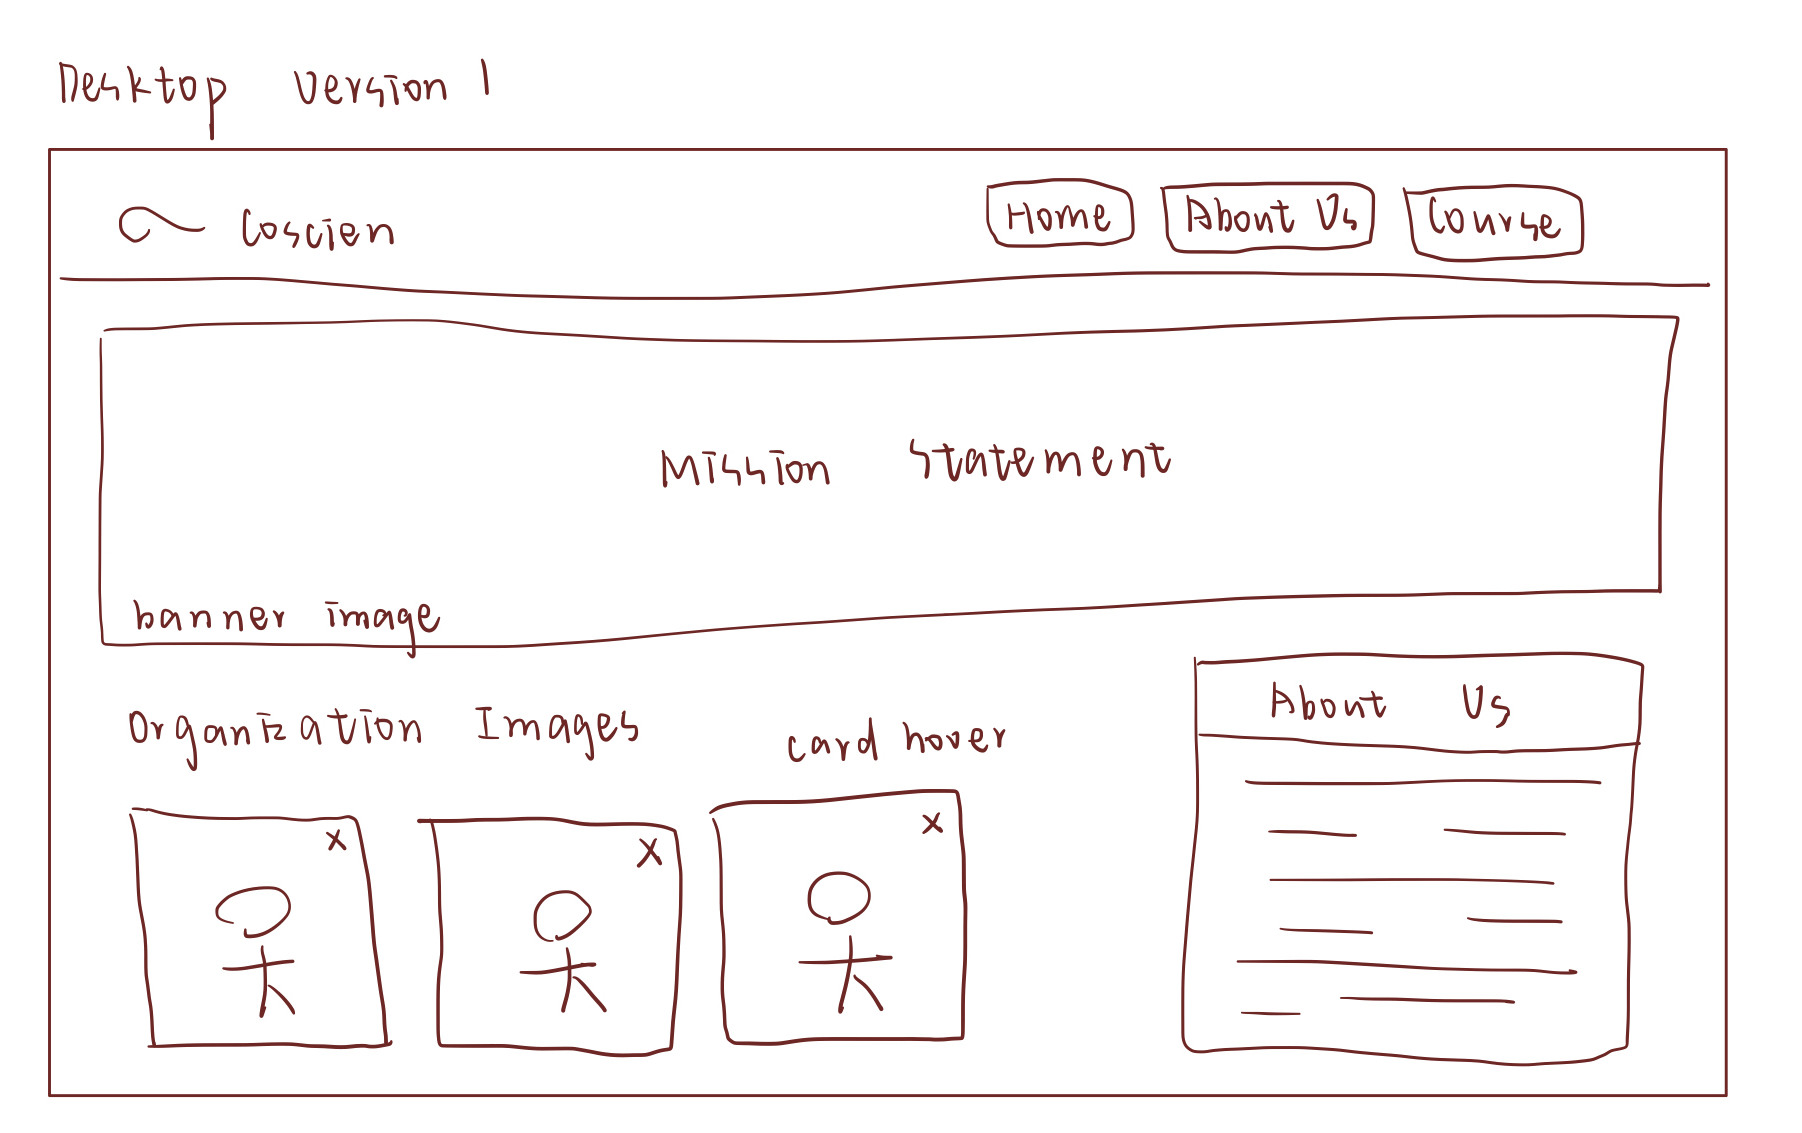 Desktop Version 1
Coscien
Home
About Us
Course
Mission Statement
banner image
Organization Images
card hover
About Us
x
x
x